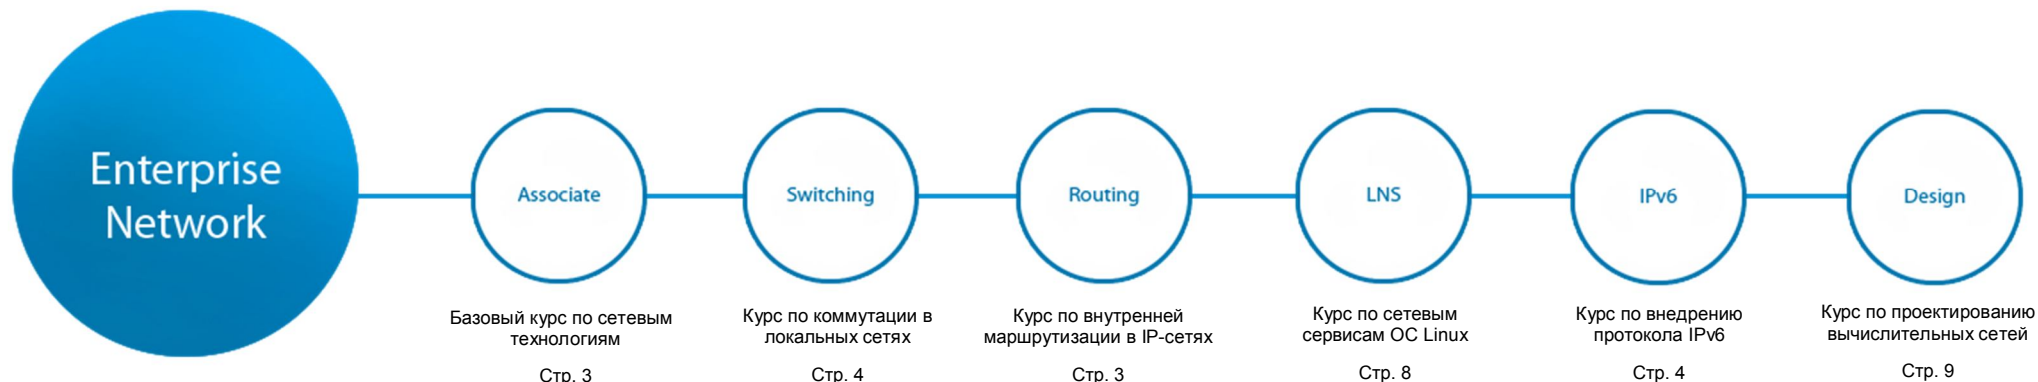 Enterprise
Network
Associate
Switching
Routing
LNS
IPv6
Design
Базовый курс по сетевым
технологиям
Стр. 3
Курс по коммутации в
локальных сетях
Стр. 4
Курс по внутренней
маршрутизации в IP-сетях
Стр. 3
Курс по сетевым
сервисам ОС Linux
Стр. 8
Курс по внедрению
протокола IPv6
Стр. 4
Курс по проектированию
вычислительных сетей
Стр. 9